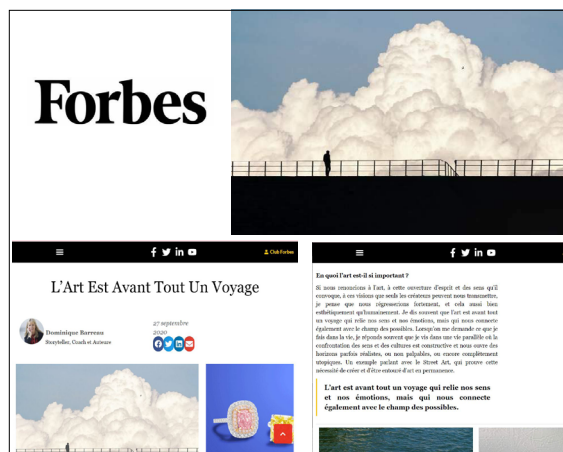 Forbes
Club Forbes
L'Art Est Avant Tout Un Voyage
Dominique Barreau
Storyteller, Coach et Auteure
27 septembre
2020
En quoi l'art est-il si important ?
Si nous renoncions à l'art, à cette ouverture d'esprit et des sens qu'il
convoque, à ces visions que seuls les créateurs peuvent nous transmettre,
je pense que nous régresserions fortement, et cela aussi bien
esthétiquement qu'humainement. Je dis souvent que l'art est avant tout
un voyage qui relie nos sens et nos émotions, mais qui nous connecte
également avec le champ des possibles. Lorsqu'on me demande ce que je
fais dans la vie, je réponds souvent que je vis dans une vie parallèle où la
confrontation des sens et des cultures est constructive et nous ouvre des
horizons parfois réalistes, ou non palpables, ou encore complètement
utopiques. Un exemple parlant avec le Street Art, qui prouve cette
nécessité de créer et d'être entouré d'art en permanence.
L'art est avant tout un voyage qui relie nos sens
et nos émotions, mais qui nous connecte
également avec le champ des possibles.